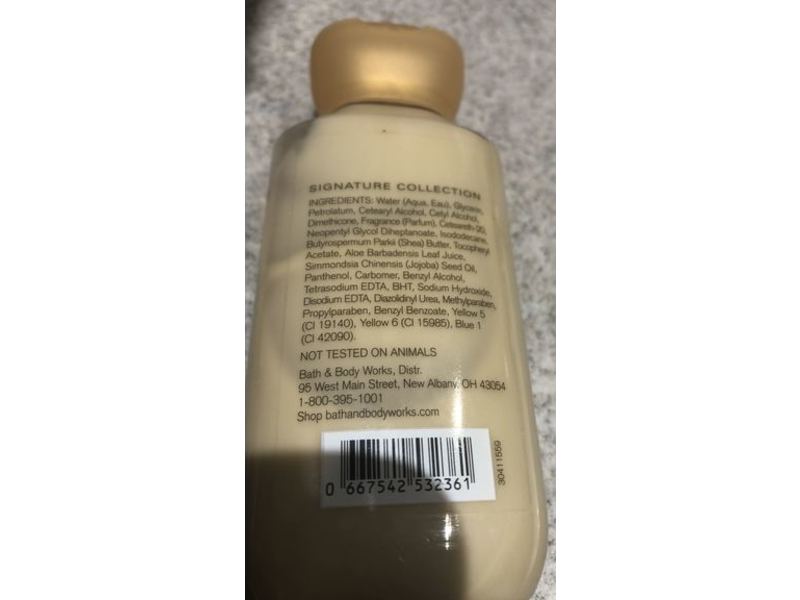 SIGNATURE COLLECTION
INGREDIENTS: Water (Aqua, Eau), Glycerin,
Petrolatum, Cetearyl Alcohol, Cetyl Alcohol,
Dimethicone, Fragrance (Parfum), Ceteareth-20,
Neopentyl Glycol Diheptanoate, Isododecane,
Butyrospermum Parkii (Shea) Butter, Tocopheryl
Acetate, Aloe Barbadensis Leaf Juice,
Simmondsia Chinensis (Jojoba) Seed Oil,
Panthenol, Carbomer, Benzyl Alcohol,
Tetrasodium EDTA, BHT, Sodium Hydroxide,
Disodium EDTA, Diazolidinyl Urea, Methylparaben,
Propylparaben, Benzyl Benzoate, Yellow 5
(CI 19140), Yellow 6 (CI 15985), Blue 1
(CI 42090).
NOT TESTED ON ANIMALS
Bath & Body Works, Distr.
95 West Main Street, New Albany, OH 43054
1-800-395-1001
Shop bathandbodyworks.com
0 667542 532361
30411559